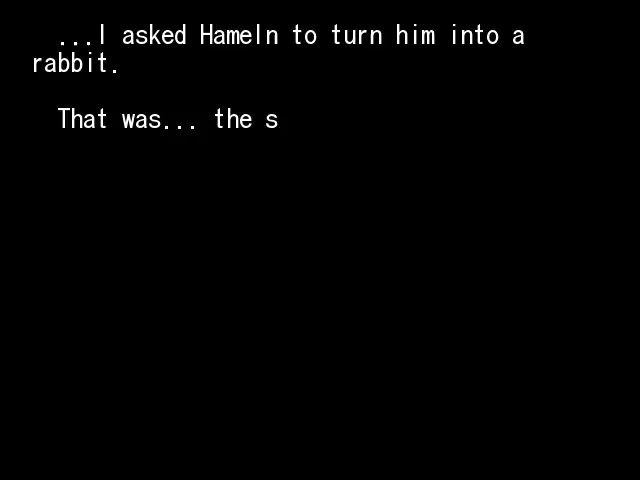 ...I asked Hameln to turn him into a
rabbit.
That was... the s